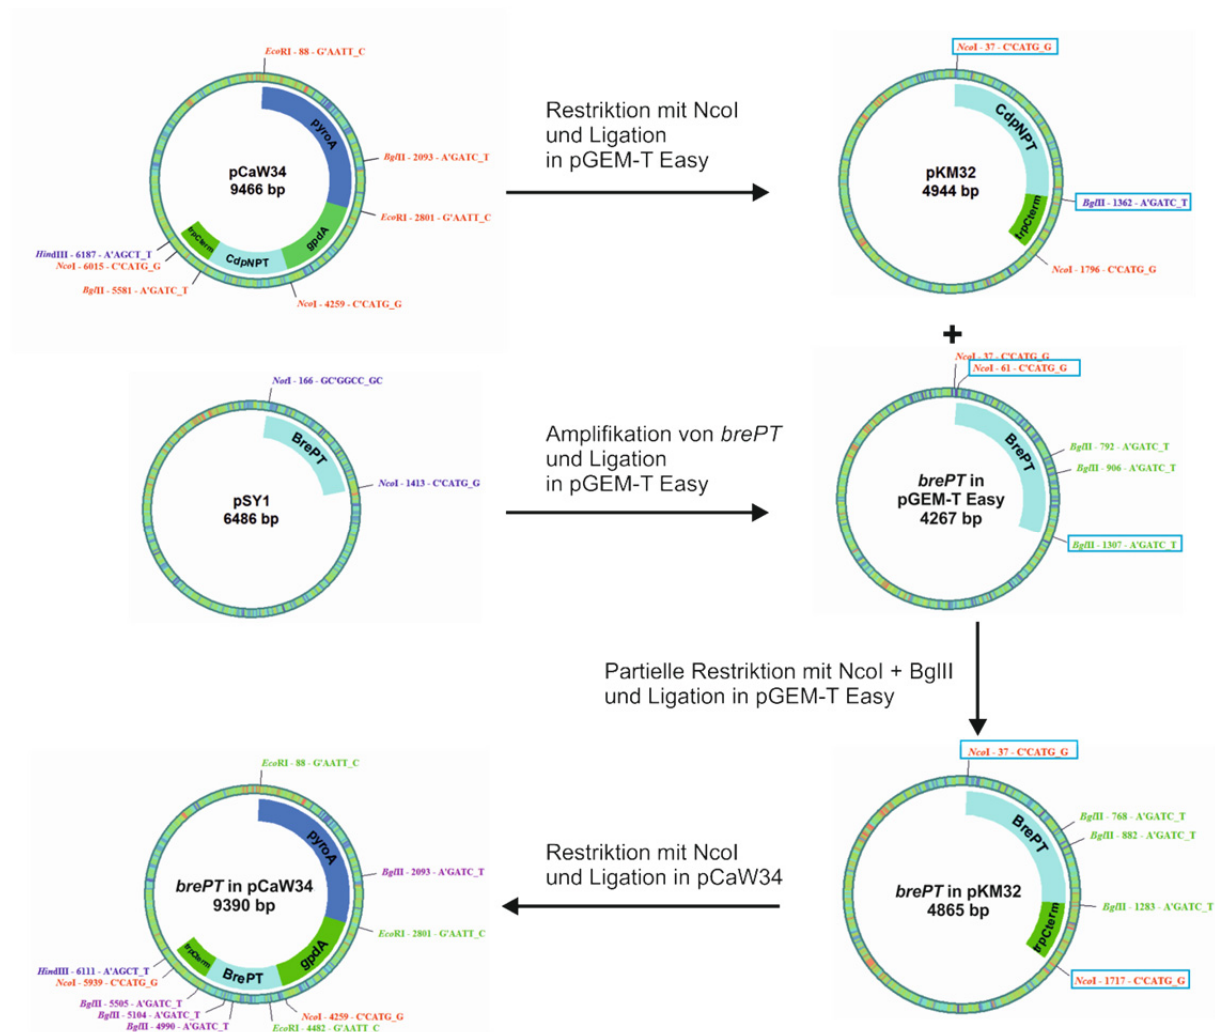 EcoRI - 88 - G'AATT_C
pyroA
BglII - 2093 - A'GATC_T
pCaW34
9466 bp
EcoRI - 2801 - G'AATT_C
gpdA
trpCterm
CdpNPT
HindIII - 6187 - A'AGCT_T
NcoI - 6015 - C'CATG_G
BglII - 5581 - A'GATC_T
NcoI - 4259 - C'CATG_G
Restriktion mit NcoI
und Ligation
in pGEM-T Easy
NcoI - 37 - C'CATG_G
CdpNPT
pKM32
4944 bp
BglII - 1362 - A'GATC_T
trpCterm
NcoI - 1796 - C'CATG_G
+
NotI - 166 - GC'GGCC_GC
BrePT
NcoI - 1413 - C'CATG_G
pSY1
6486 bp
Amplifikation von brePT
und Ligation
in pGEM-T Easy
NcoI - 37 - C'CATG_G
NcoI - 61 - C'CATG_G
BrePT
BglII - 792 - A'GATC_T
BglII - 906 - A'GATC_T
brePT in
pGEM-T Easy
4267 bp
BglII - 1307 - A'GATC_T
Partielle Restriktion mit NcoI + BglII
und Ligation in pGEM-T Easy
NcoI - 37 - C'CATG_G
BrePT
BglII - 768 - A'GATC_T
BglII - 882 - A'GATC_T
brePT in pKM32
4865 bp
BglII - 1283 - A'GATC_T
trpCterm
NcoI - 1717 - C'CATG_G
Restriktion mit NcoI
und Ligation in pCaW34
EcoRI - 88 - G'AATT_C
pyroA
BglII - 2093 - A'GATC_T
brePT in pCaW34
9390 bp
EcoRI - 2801 - G'AATT_C
gpdA
trpCterm
BrePT
HindIII - 6111 - A'AGCT_T
NcoI - 5939 - C'CATG_G
BglII - 5505 - A'GATC_T
BglII - 5104 - A'GATC_T
BglII - 4990 - A'GATC_T
NcoI - 4259 - C'CATG_G
EcoRI - 4482 - G'AATT_C